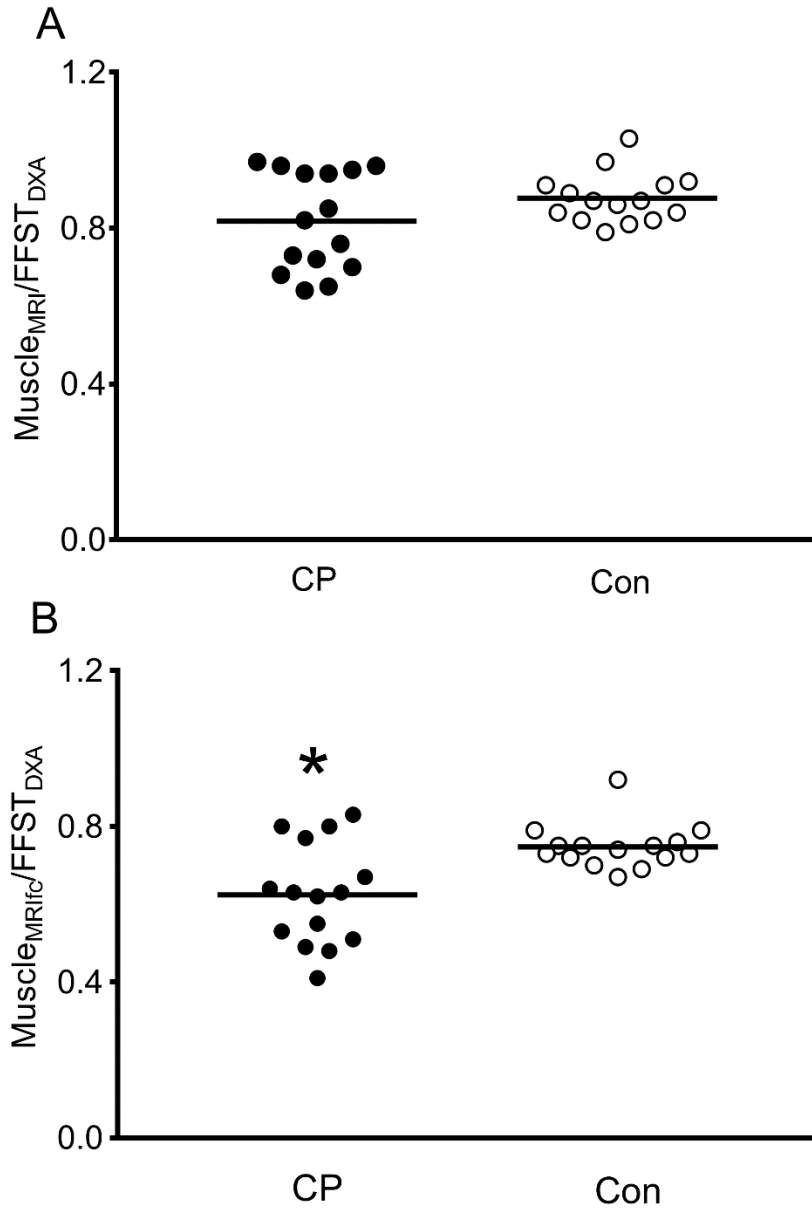 A
Muscle_MRI/FFST_DXA
1.2
0.8
0.4
0.0
CP Con
B
Muscle_MRIfc/FFST_DXA
1.2
*
0.8
0.4
0.0
CP Con